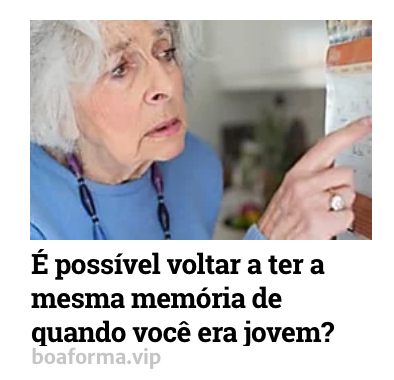 É possível voltar a ter a
mesma memória de
quando você era jovem?
boaforma.vip